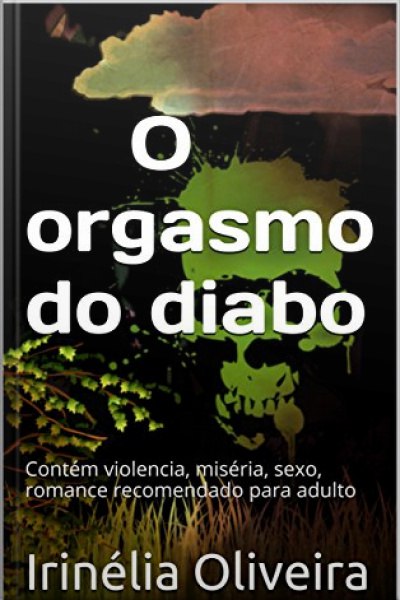 O
orgasmo
do diabo
Contém violencia, miséria, sexo,
romance recomendado para adulto
Irinélia Oliveira